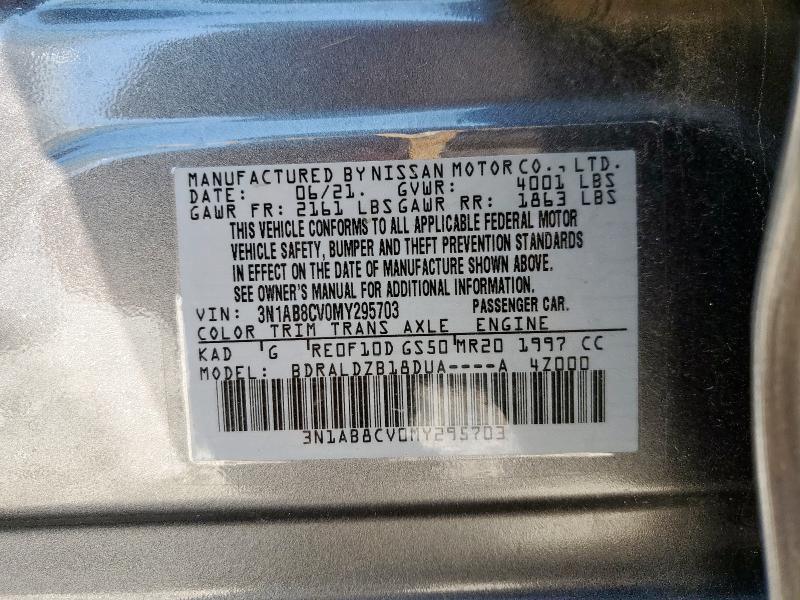 MANUFACTURED BY NISSAN MOTOR CO., LTD.
DATE: 06/21. GVWR: 4001 LBS
GAWR FR: 2161 LBS GAWR RR: 1863 LBS
THIS VEHICLE CONFORMS TO ALL APPLICABLE FEDERAL MOTOR
VEHICLE SAFETY, BUMPER AND THEFT PREVENTION STANDARDS
IN EFFECT ON THE DATE OF MANUFACTURE SHOWN ABOVE.
SEE OWNER'S MANUAL FOR ADDITIONAL INFORMATION.
VIN: 3N1AB8CV0MY295703 PASSENGER CAR.
COLOR TRIM TRANS AXLE ENGINE
KAD G RE0F10D GS50 MR20 1997 CC
MODEL: BDRALDZB18DUA----A 4Z000
3N1AB8CV0MY295703